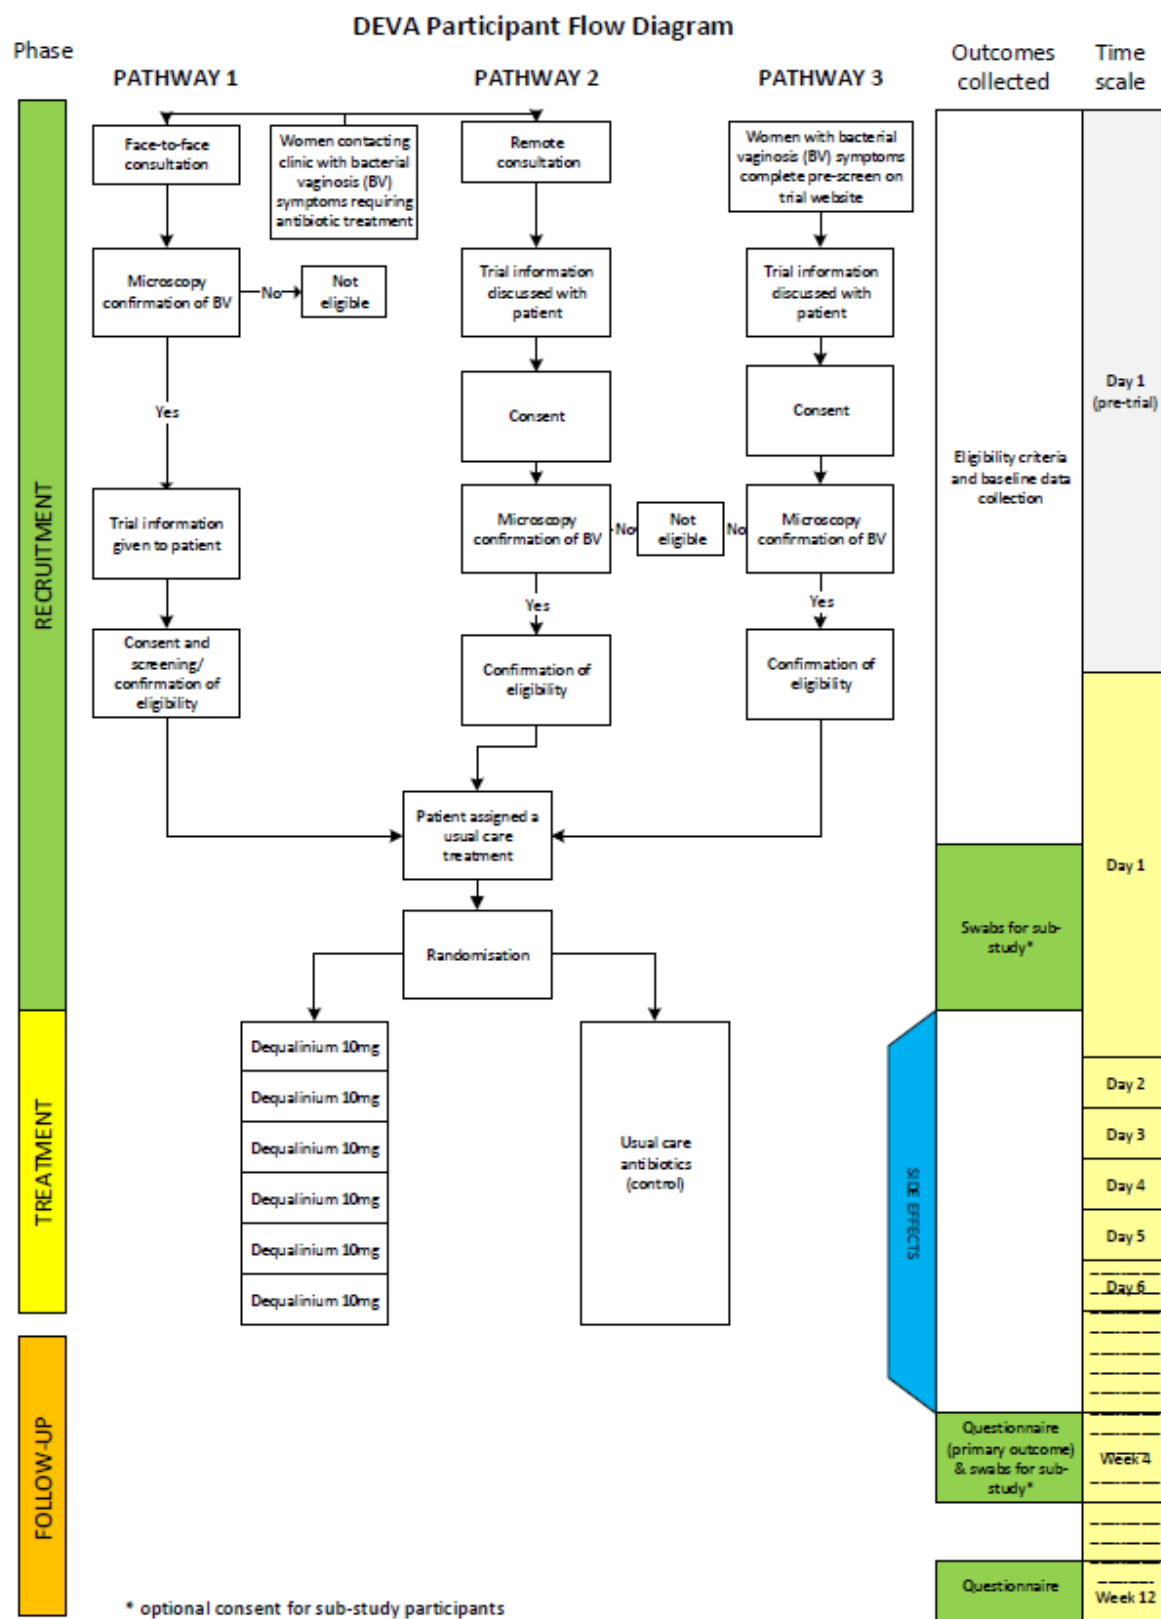 DEVA Participant Flow Diagram
Phase
PATHWAY 1
PATHWAY 2
PATHWAY 3
Outcomes
collected
Time
scale
RECRUITMENT
Face-to-face
consultation
Women contacting
clinic with bacterial
vaginosis (BV)
symptoms requiring
antibiotic treatment
Remote
consultation
Women with bacterial
vaginosis (BV) symptoms
complete pre-screen on
trial website
Microscopy
confirmation of BV
No
Not
eligible
Trial information
discussed with
patient
Trial information
discussed with
patient
Yes
Consent
Consent
Day 1
(pre-trial)
Eligibility criteria
and baseline data
collection
Trial information
given to patient
Microscopy
confirmation of BV
No
Not
eligible
No
Microscopy
confirmation of BV
Yes
Yes
Consent and
screening/
confirmation of
eligibility
Confirmation of
eligibility
Confirmation of
eligibility
Patient assigned a
usual care
treatment
Day 1
Randomisation
Swabs for sub-
study*
TREATMENT
Dequalinium 10mg
Dequalinium 10mg
Dequalinium 10mg
Dequalinium 10mg
Dequalinium 10mg
Dequalinium 10mg
Usual care
antibiotics
(control)
SIDE EFFECTS
Day 2
Day 3
Day 4
Day 5
Day 6
FOLLOW-UP
Questionnaire
(primary outcome)
& swabs for sub-
study*
Week 4
Questionnaire
Week 12
* optional consent for sub-study participants